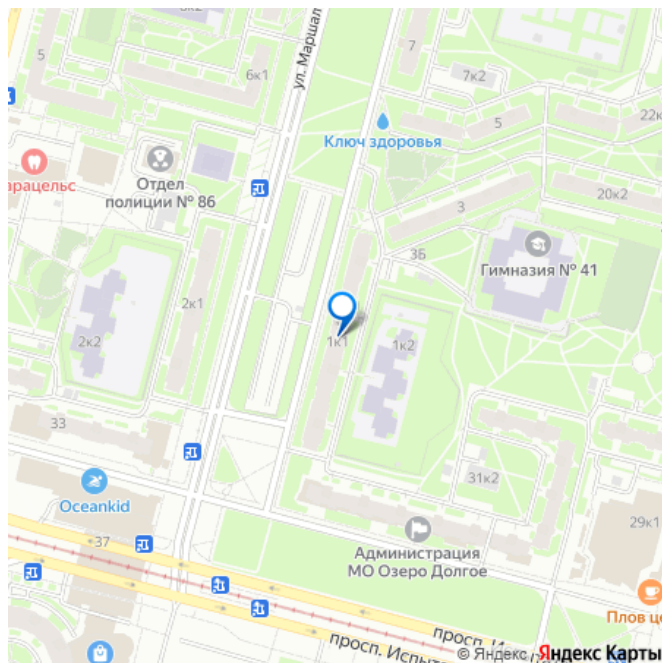 8к2
5
6к1
ул. Маршал
7
7к2
22к
5
Ключ здоровья
арацельс
Отдел
полиции № 86
20к2
3
3Б
Гимназия № 41
2к1
2к2
1к1
1к2
33
31к2
Oceankid
37
29к1
Администрация
МО Озеро Долгое
Плов це
просп. Испыт
просп. И
© Яндекс Яндекс Карты